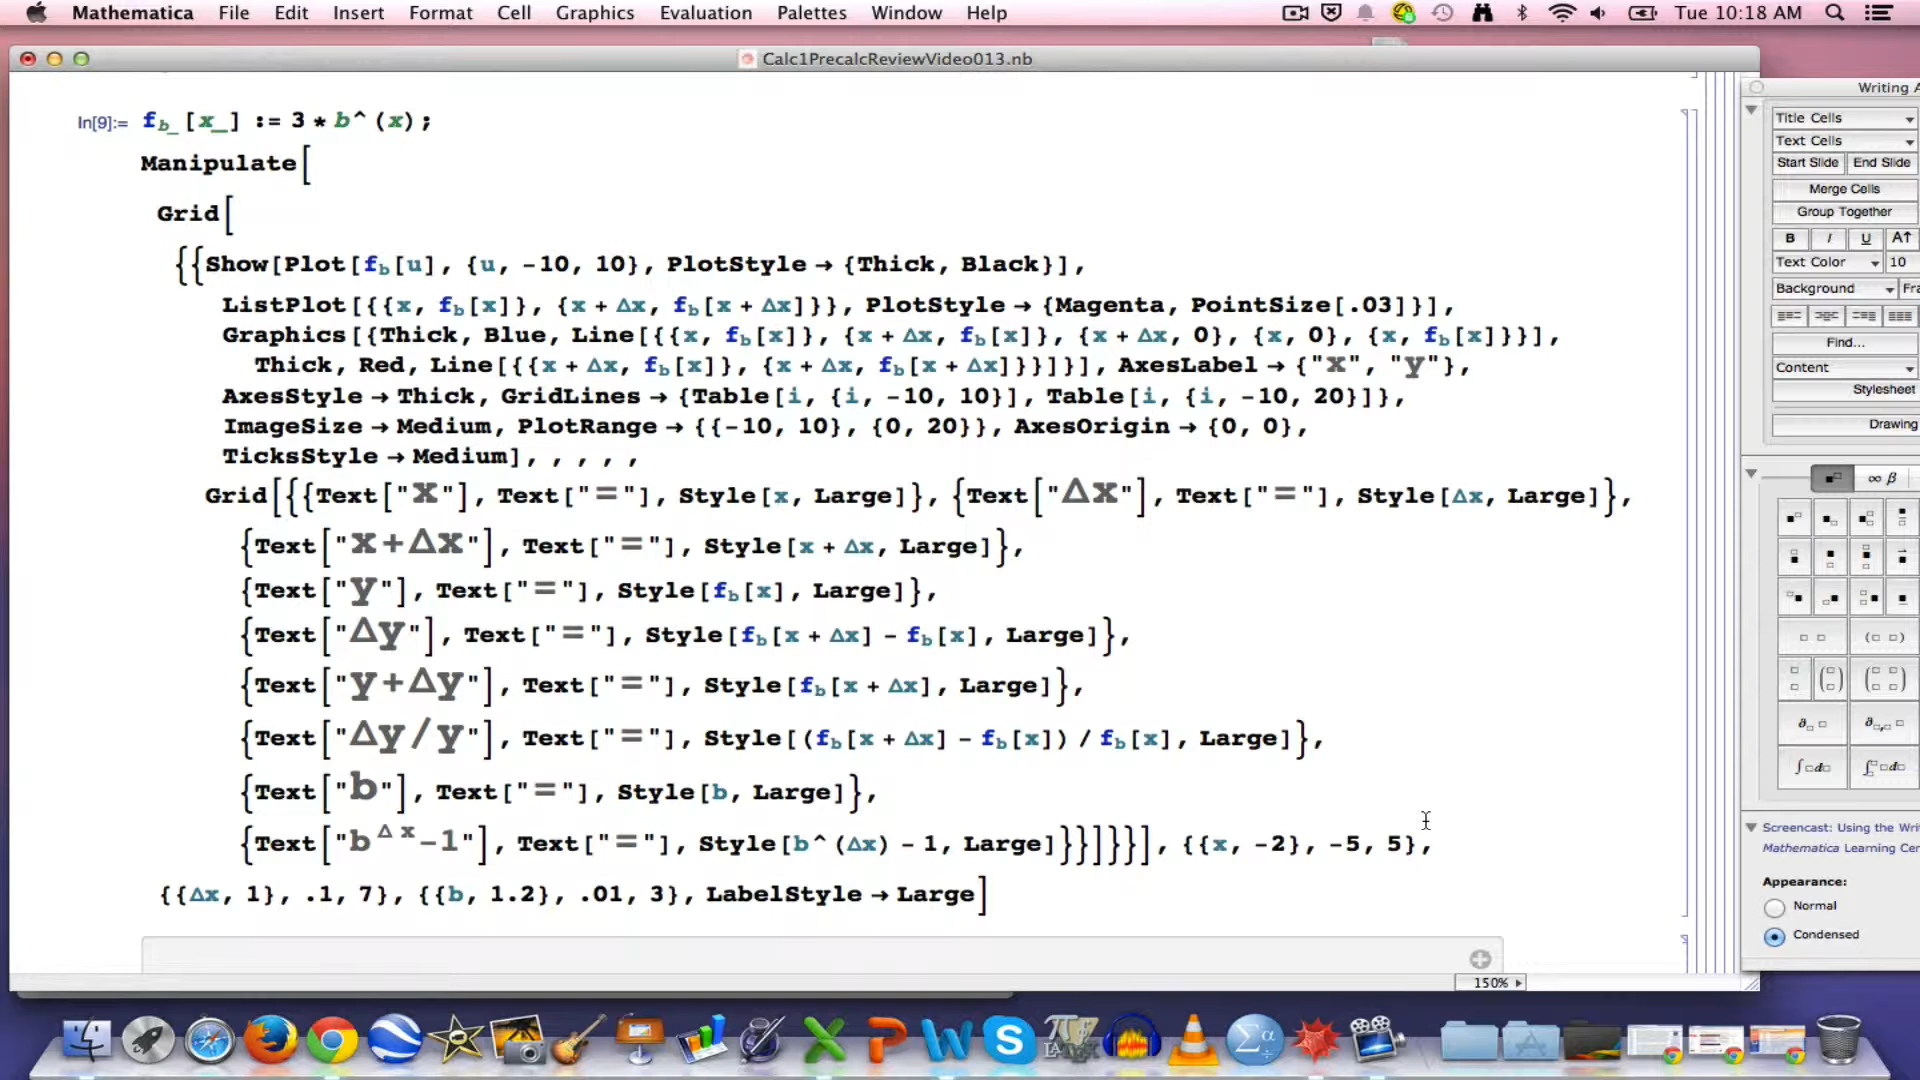 Mathematica File Edit Insert Format Cell Graphics Evaluation Palettes Window Help Tue 10:18 AM
Calc1PrecalcReviewVideo013.nb
In[9]:= f_b_[x_] := 3 * b^(x);
Manipulate[
Grid[
{{Show[Plot[f_b[u], {u, -10, 10}, PlotStyle → {Thick, Black}],
ListPlot[{{x, f_b[x]}, {x + Δx, f_b[x + Δx]}}, PlotStyle → {Magenta, PointSize[.03]}],
Graphics[{Thick, Blue, Line[{{x, f_b[x]}, {x + Δx, f_b[x]}, {x + Δx, 0}, {x, 0}, {x, f_b[x]}}],
Thick, Red, Line[{{x + Δx, f_b[x]}, {x + Δx, f_b[x + Δx]}}]}], AxesLabel → {"x", "y"},
AxesStyle → Thick, GridLines → {Table[i, {i, -10, 10}], Table[i, {i, -10, 20}]},
ImageSize → Medium, PlotRange → {{-10, 10}, {0, 20}}, AxesOrigin → {0, 0},
TicksStyle → Medium], , , , ,
Grid[{{Text["x"], Text["="], Style[x, Large]}, {Text["Δx"], Text["="], Style[Δx, Large]},
{Text["x+Δx"], Text["="], Style[x + Δx, Large]},
{Text["y"], Text["="], Style[f_b[x], Large]},
{Text["Δy"], Text["="], Style[f_b[x + Δx] - f_b[x], Large]},
{Text["y+Δy"], Text["="], Style[f_b[x + Δx], Large]},
{Text["Δy/y"], Text["="], Style[(f_b[x + Δx] - f_b[x]) / f_b[x], Large]},
{Text["b"], Text["="], Style[b, Large]},
{Text["b^Δx-1"], Text["="], Style[b^(Δx) - 1, Large]}}]}}], {{x, -2}, -5, 5},
{{Δx, 1}, .1, 7}, {{b, 1.2}, .01, 3}, LabelStyle → Large]
150%
Writing A
Title Cells
Text Cells
Start Slide End Slide
Merge Cells
Group Together
B I U A
Text Color 10
Background Fra
Find...
Content
Stylesheet
Drawing
∞ β
Screencast: Using the Wri
Mathematica Learning Cen
Appearance:
Normal
Condensed